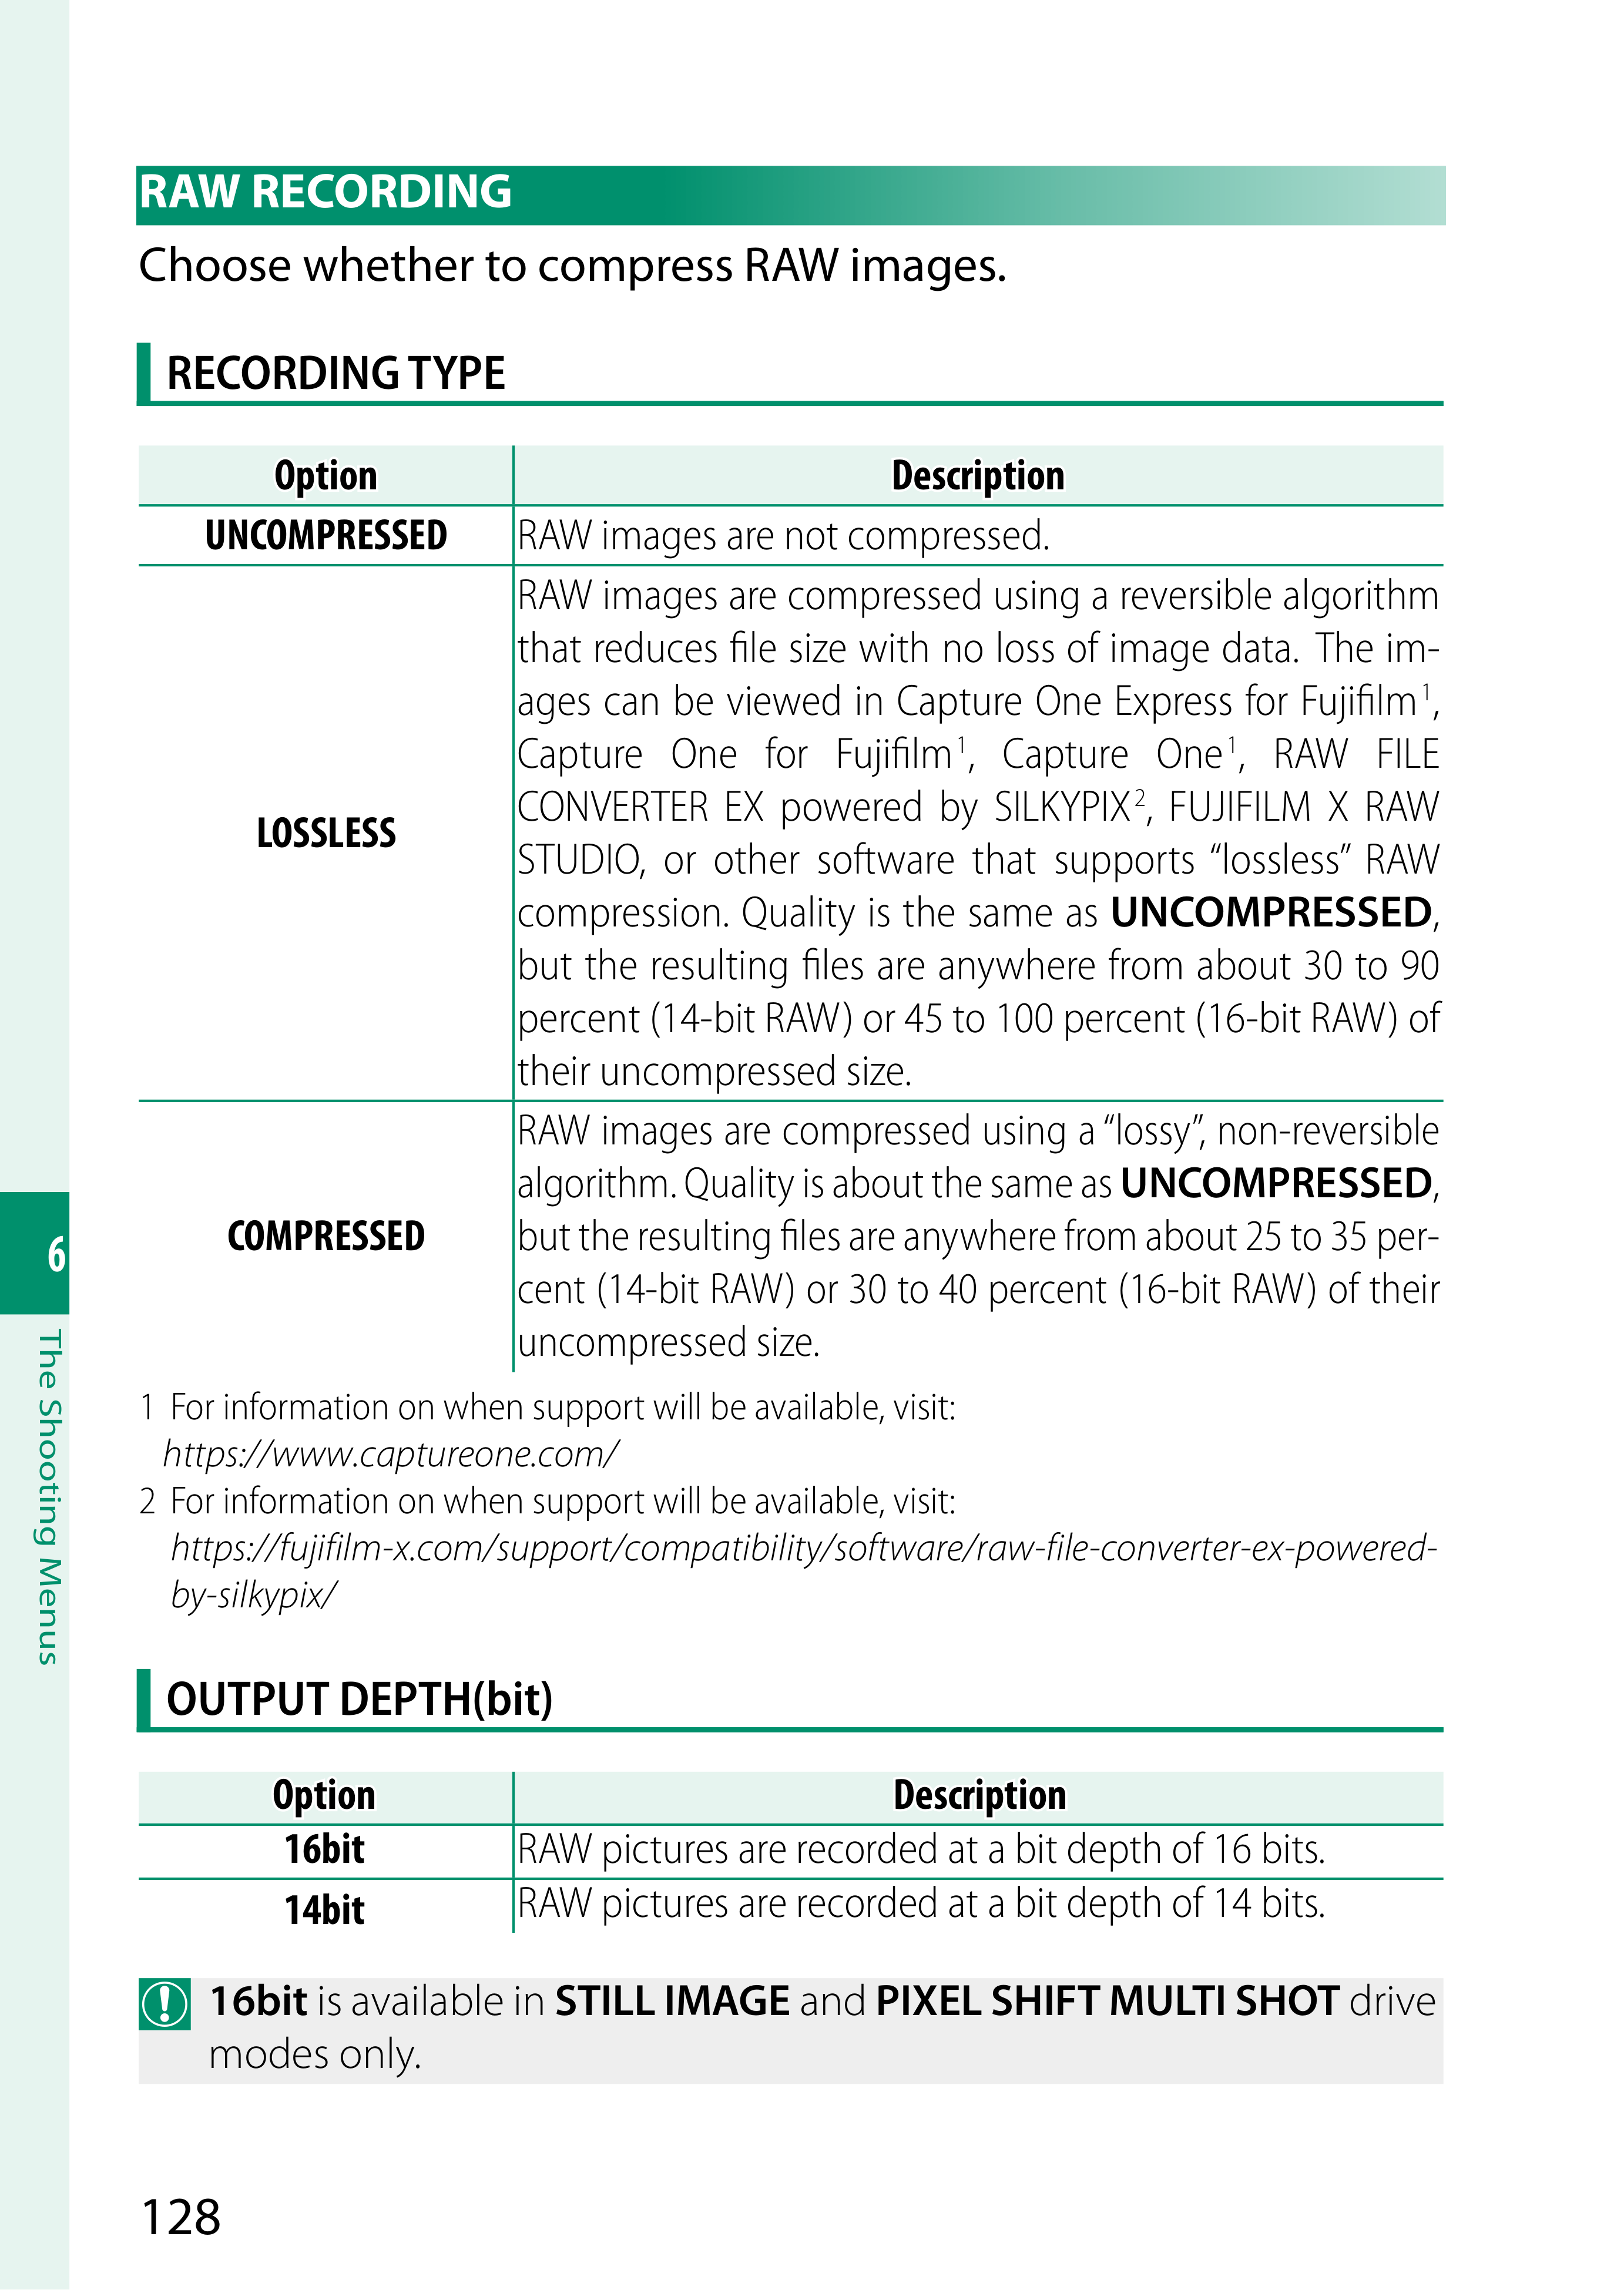 RAW RECORDING
Choose whether to compress RAW images.
RECORDING TYPE
Option Description
UNCOMPRESSED RAW images are not compressed.
LOSSLESS
RAW images are compressed using a reversible algorithm
that reduces file size with no loss of image data. The im-
ages can be viewed in Capture One Express for Fujifilm 1,
Capture One for Fujifilm 1, Capture One 1, RAW FILE
CONVERTER EX powered by SILKYPIX 2, FUJIFILM X RAW
STUDIO, or other software that supports “lossless” RAW
compression. Quality is the same as UNCOMPRESSED,
but the resulting files are anywhere from about 30 to 90
percent (14-bit RAW) or 45 to 100 percent (16-bit RAW) of
their uncompressed size.
COMPRESSED
RAW images are compressed using a “lossy”, non-reversible
algorithm. Quality is about the same as UNCOMPRESSED,
but the resulting files are anywhere from about 25 to 35 per-
cent (14-bit RAW) or 30 to 40 percent (16-bit RAW) of their
uncompressed size.
1 For information on when support will be available, visit:
https://www.captureone.com/
2 For information on when support will be available, visit:
https://fujifilm-x.com/support/compatibility/software/raw-file-converter-ex-powered-
by-silkypix/
OUTPUT DEPTH(bit)
Option Description
16bit RAW pictures are recorded at a bit depth of 16 bits.
14bit RAW pictures are recorded at a bit depth of 14 bits.
16bit is available in STILL IMAGE and PIXEL SHIFT MULTI SHOT drive
modes only.
6
The Shooting Menus
128